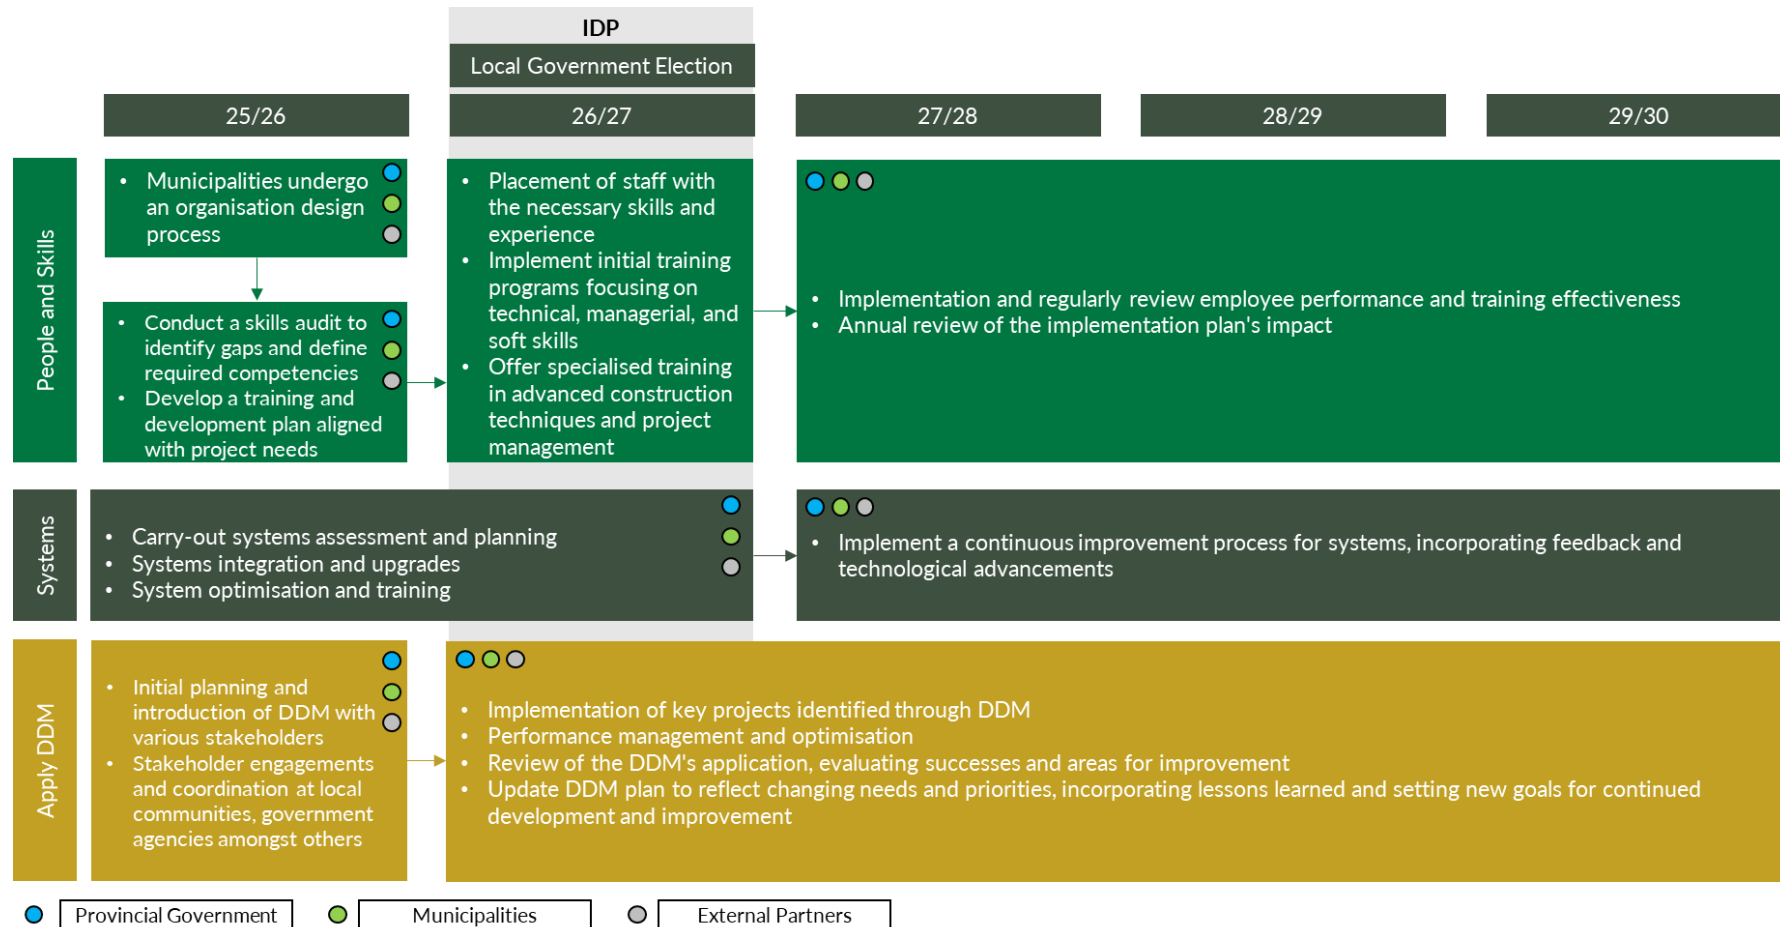 IDP
Local Government Election
25/26
26/27
27/28
28/29
29/30
People and Skills
• Municipalities undergo
an organisation design
process
• Conduct a skills audit to
identify gaps and define
required competencies
• Develop a training and
development plan aligned
with project needs
• Placement of staff with
the necessary skills and
experience
• Implement initial training
programs focusing on
technical, managerial, and
soft skills
• Offer specialised training
in advanced construction
techniques and project
management
• Implementation and regularly review employee performance and training effectiveness
• Annual review of the implementation plan's impact
Systems
• Carry-out systems assessment and planning
• Systems integration and upgrades
• System optimisation and training
• Implement a continuous improvement process for systems, incorporating feedback and
technological advancements
Apply DDM
• Initial planning and
introduction of DDM with
various stakeholders
• Stakeholder engagements
and coordination at local
communities, government
agencies amongst others
• Implementation of key projects identified through DDM
• Performance management and optimisation
• Review of the DDM's application, evaluating successes and areas for improvement
• Update DDM plan to reflect changing needs and priorities, incorporating lessons learned and setting new goals for continued
development and improvement
Provincial Government
Municipalities
External Partners